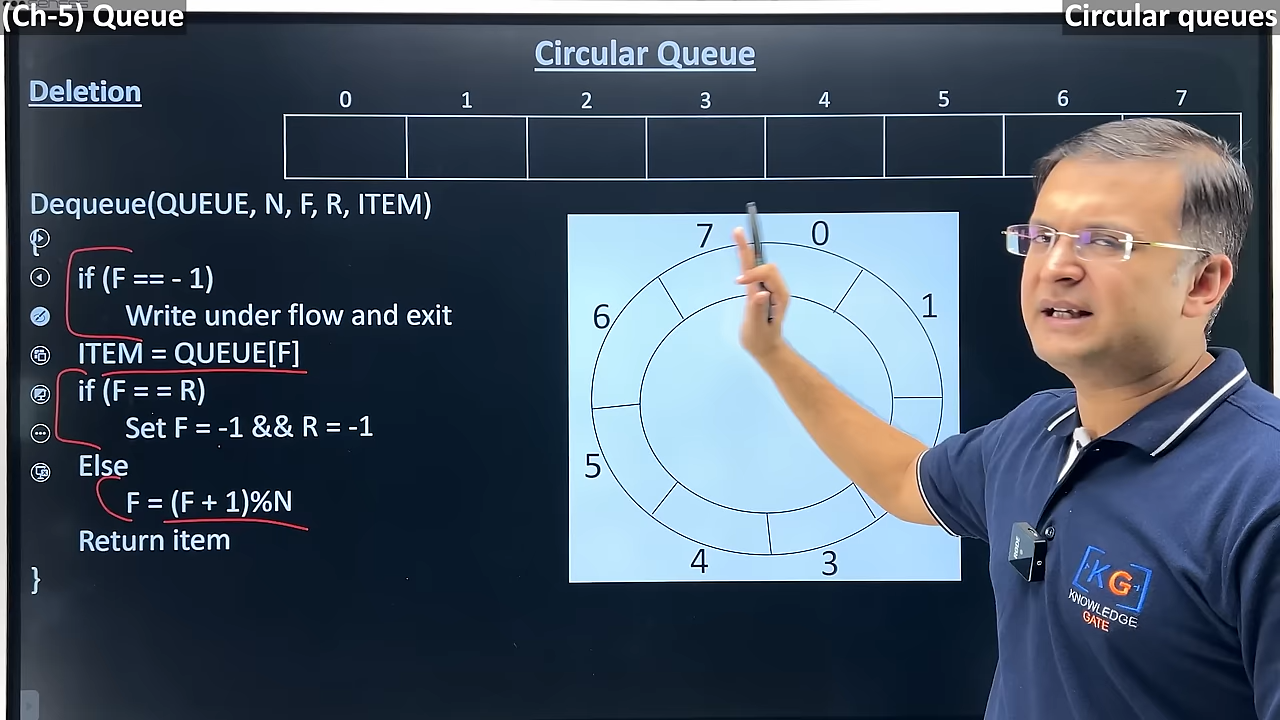 (Ch-5) Queue
Circular queues
Circular Queue
Deletion
0 1 2 3 4 5 6 7
Dequeue(QUEUE, N, F, R, ITEM)
{
if (F == - 1)
Write under flow and exit
ITEM = QUEUE[F]
if (F = = R)
Set F = -1 && R = -1
Else
F = (F + 1)%N
Return item
}
7 0
6 1
5
4 3
KG
KNOWLEDGE
GATE